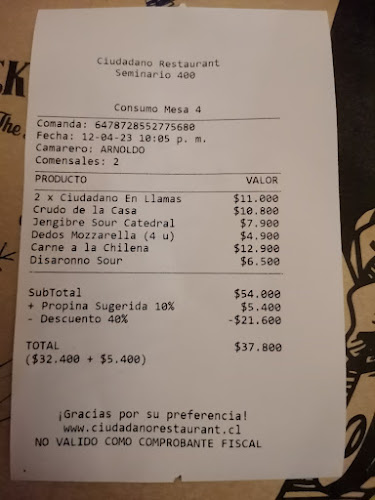 Ciudadano Restaurant
Seminario 400
Consumo Mesa 4
Comanda: 6478728552775680
Fecha: 12-04-23 10:05 p. m.
Camarero: ARNOLDO
Comensales: 2
PRODUCTO VALOR
2 x Ciudadano En Llamas $11.000
Crudo de la Casa $10.800
Jengibre Sour Catedral $7.900
Dedos Mozzarella (4 u) $4.900
Carne a la Chilena $12.900
Disaronno Sour $6.500
SubTotal $54.000
+ Propina Sugerida 10% $5.400
- Descuento 40% -$21.600
TOTAL $37.800
($32.400 + $5.400)
¡Gracias por su preferencia!
www.ciudadanorestaurant.cl
NO VALIDO COMO COMPROBANTE FISCAL
The